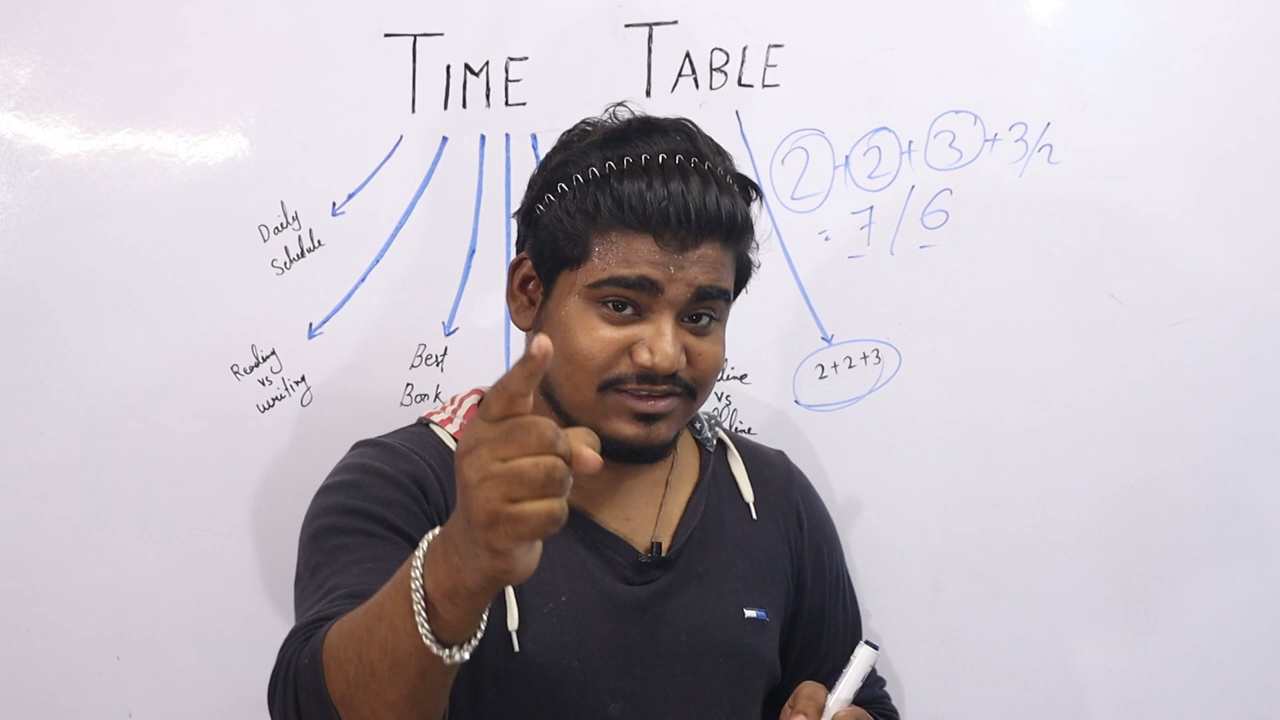 TIME TABLE
2+2+3+3/2
= 7/6
Daily
Schedule
Reading
vs
writing
Best
Book
vs
2+2+3